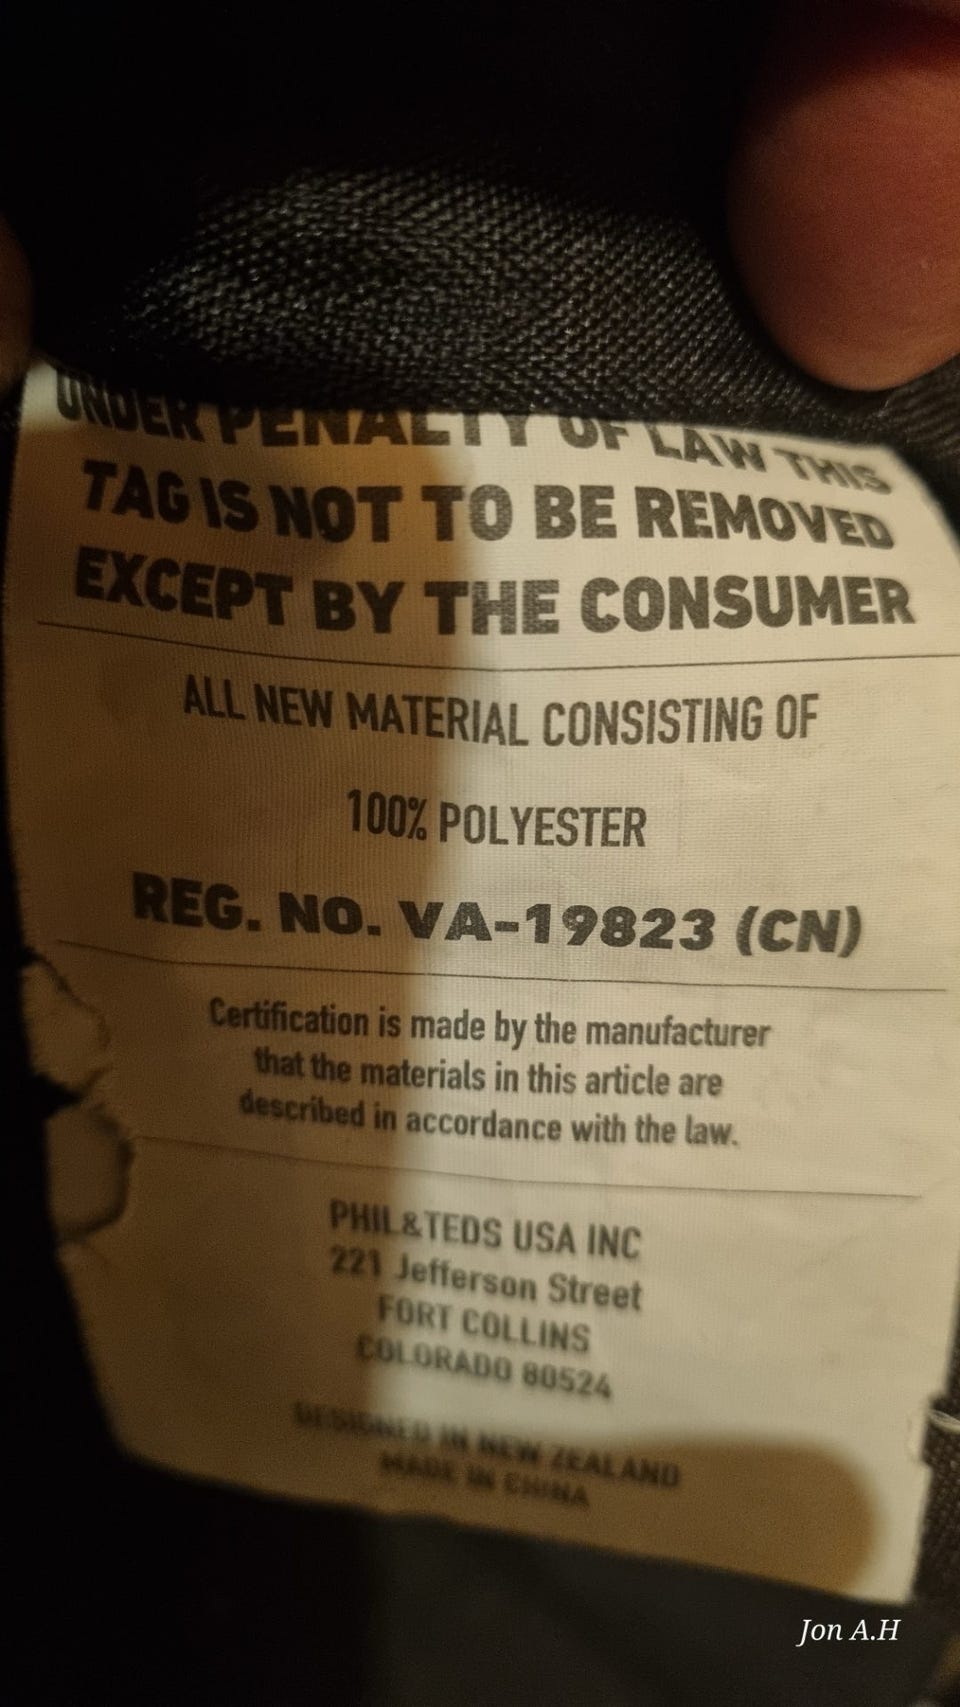 UNDER PENALTY OF LAW THIS
TAG IS NOT TO BE REMOVED
EXCEPT BY THE CONSUMER
ALL NEW MATERIAL CONSISTING OF
100% POLYESTER
REG. NO. VA-19823 (CN)
Certification is made by the manufacturer
that the materials in this article are
described in accordance with the law.
PHIL&TEDS USA INC
221 Jefferson Street
FORT COLLINS
COLORADO 80524
DESIGNED IN NEW ZEALAND
MADE IN CHINA
Jon A.H